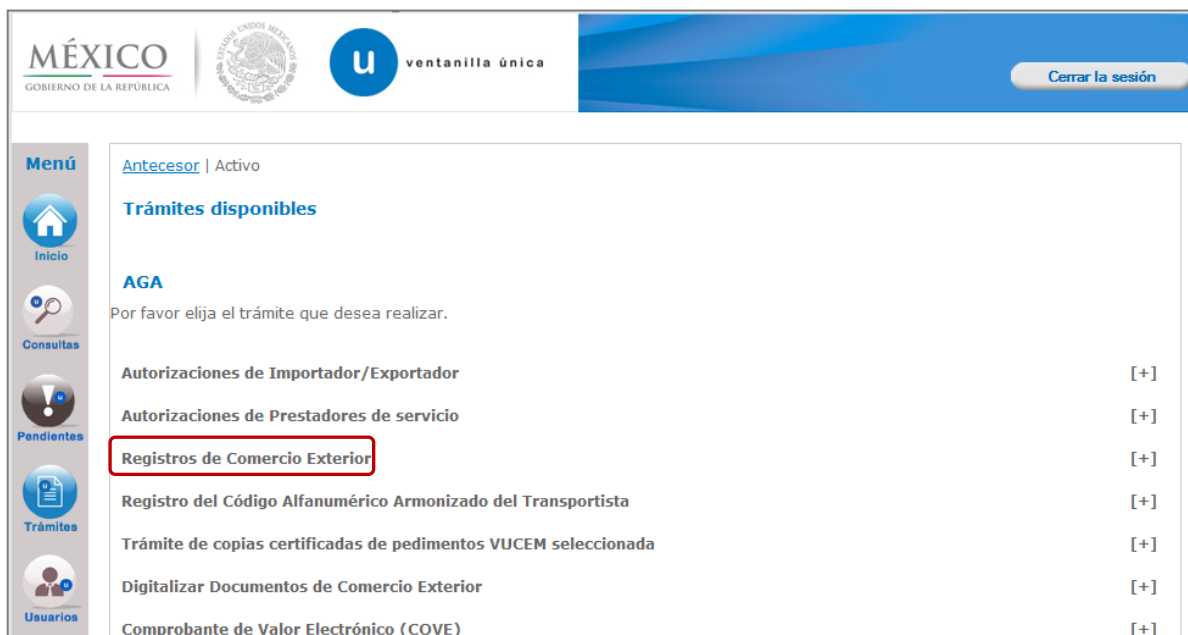 MÉXICO
GOBIERNO DE LA REPÚBLICA
ESTADOS UNIDOS MEXICANOS
u
ventanilla única
Cerrar la sesión
Menú
Inicio
Consultas
Pendientes
Trámites
Usuarios
Antecesor | Activo
Trámites disponibles
AGA
Por favor elija el trámite que desea realizar.
Autorizaciones de Importador/Exportador [+]
Autorizaciones de Prestadores de servicio [+]
Registros de Comercio Exterior [+]
Registro del Código Alfanumérico Armonizado del Transportista [+]
Trámite de copias certificadas de pedimentos VUCEM seleccionada [+]
Digitalizar Documentos de Comercio Exterior [+]
Comprobante de Valor Electrónico (COVE) [+]